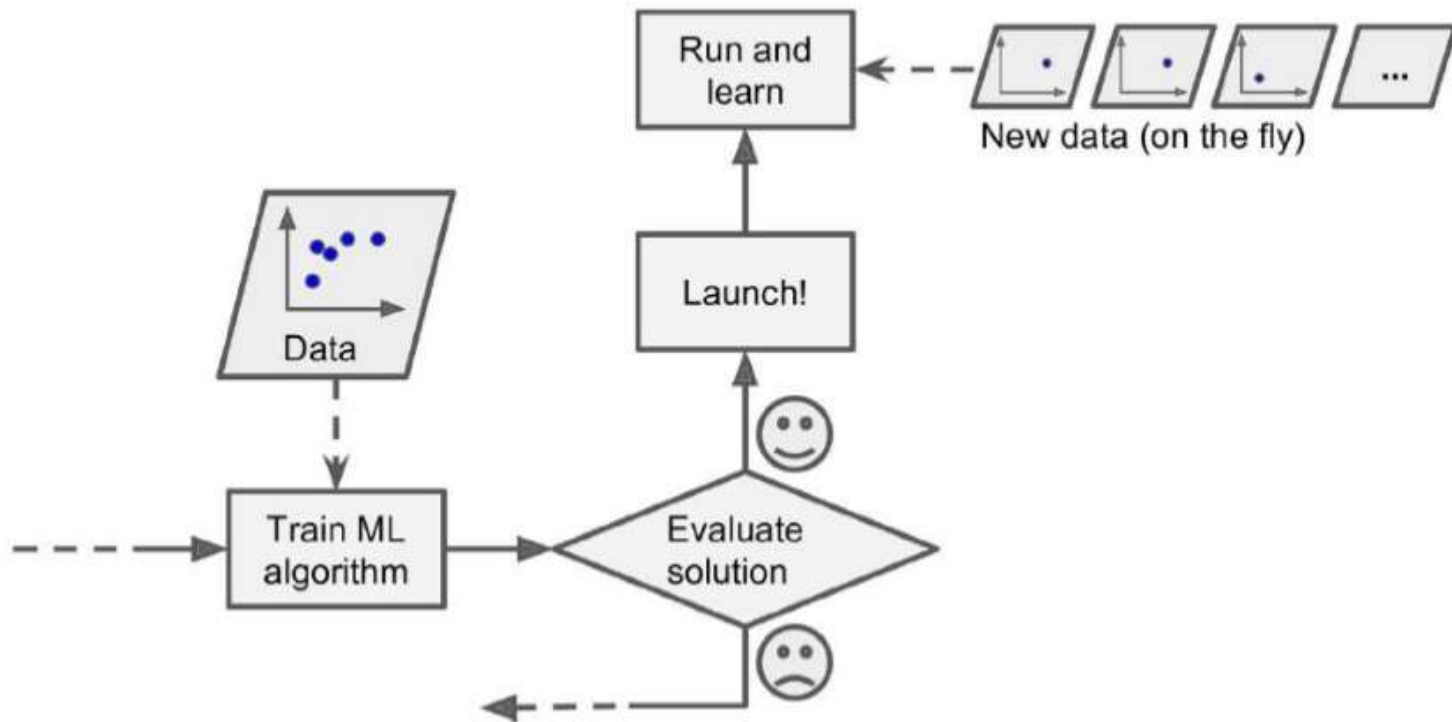 Run and
learn
...
New data (on the fly)
Launch!
Data
Train ML
algorithm
Evaluate
solution